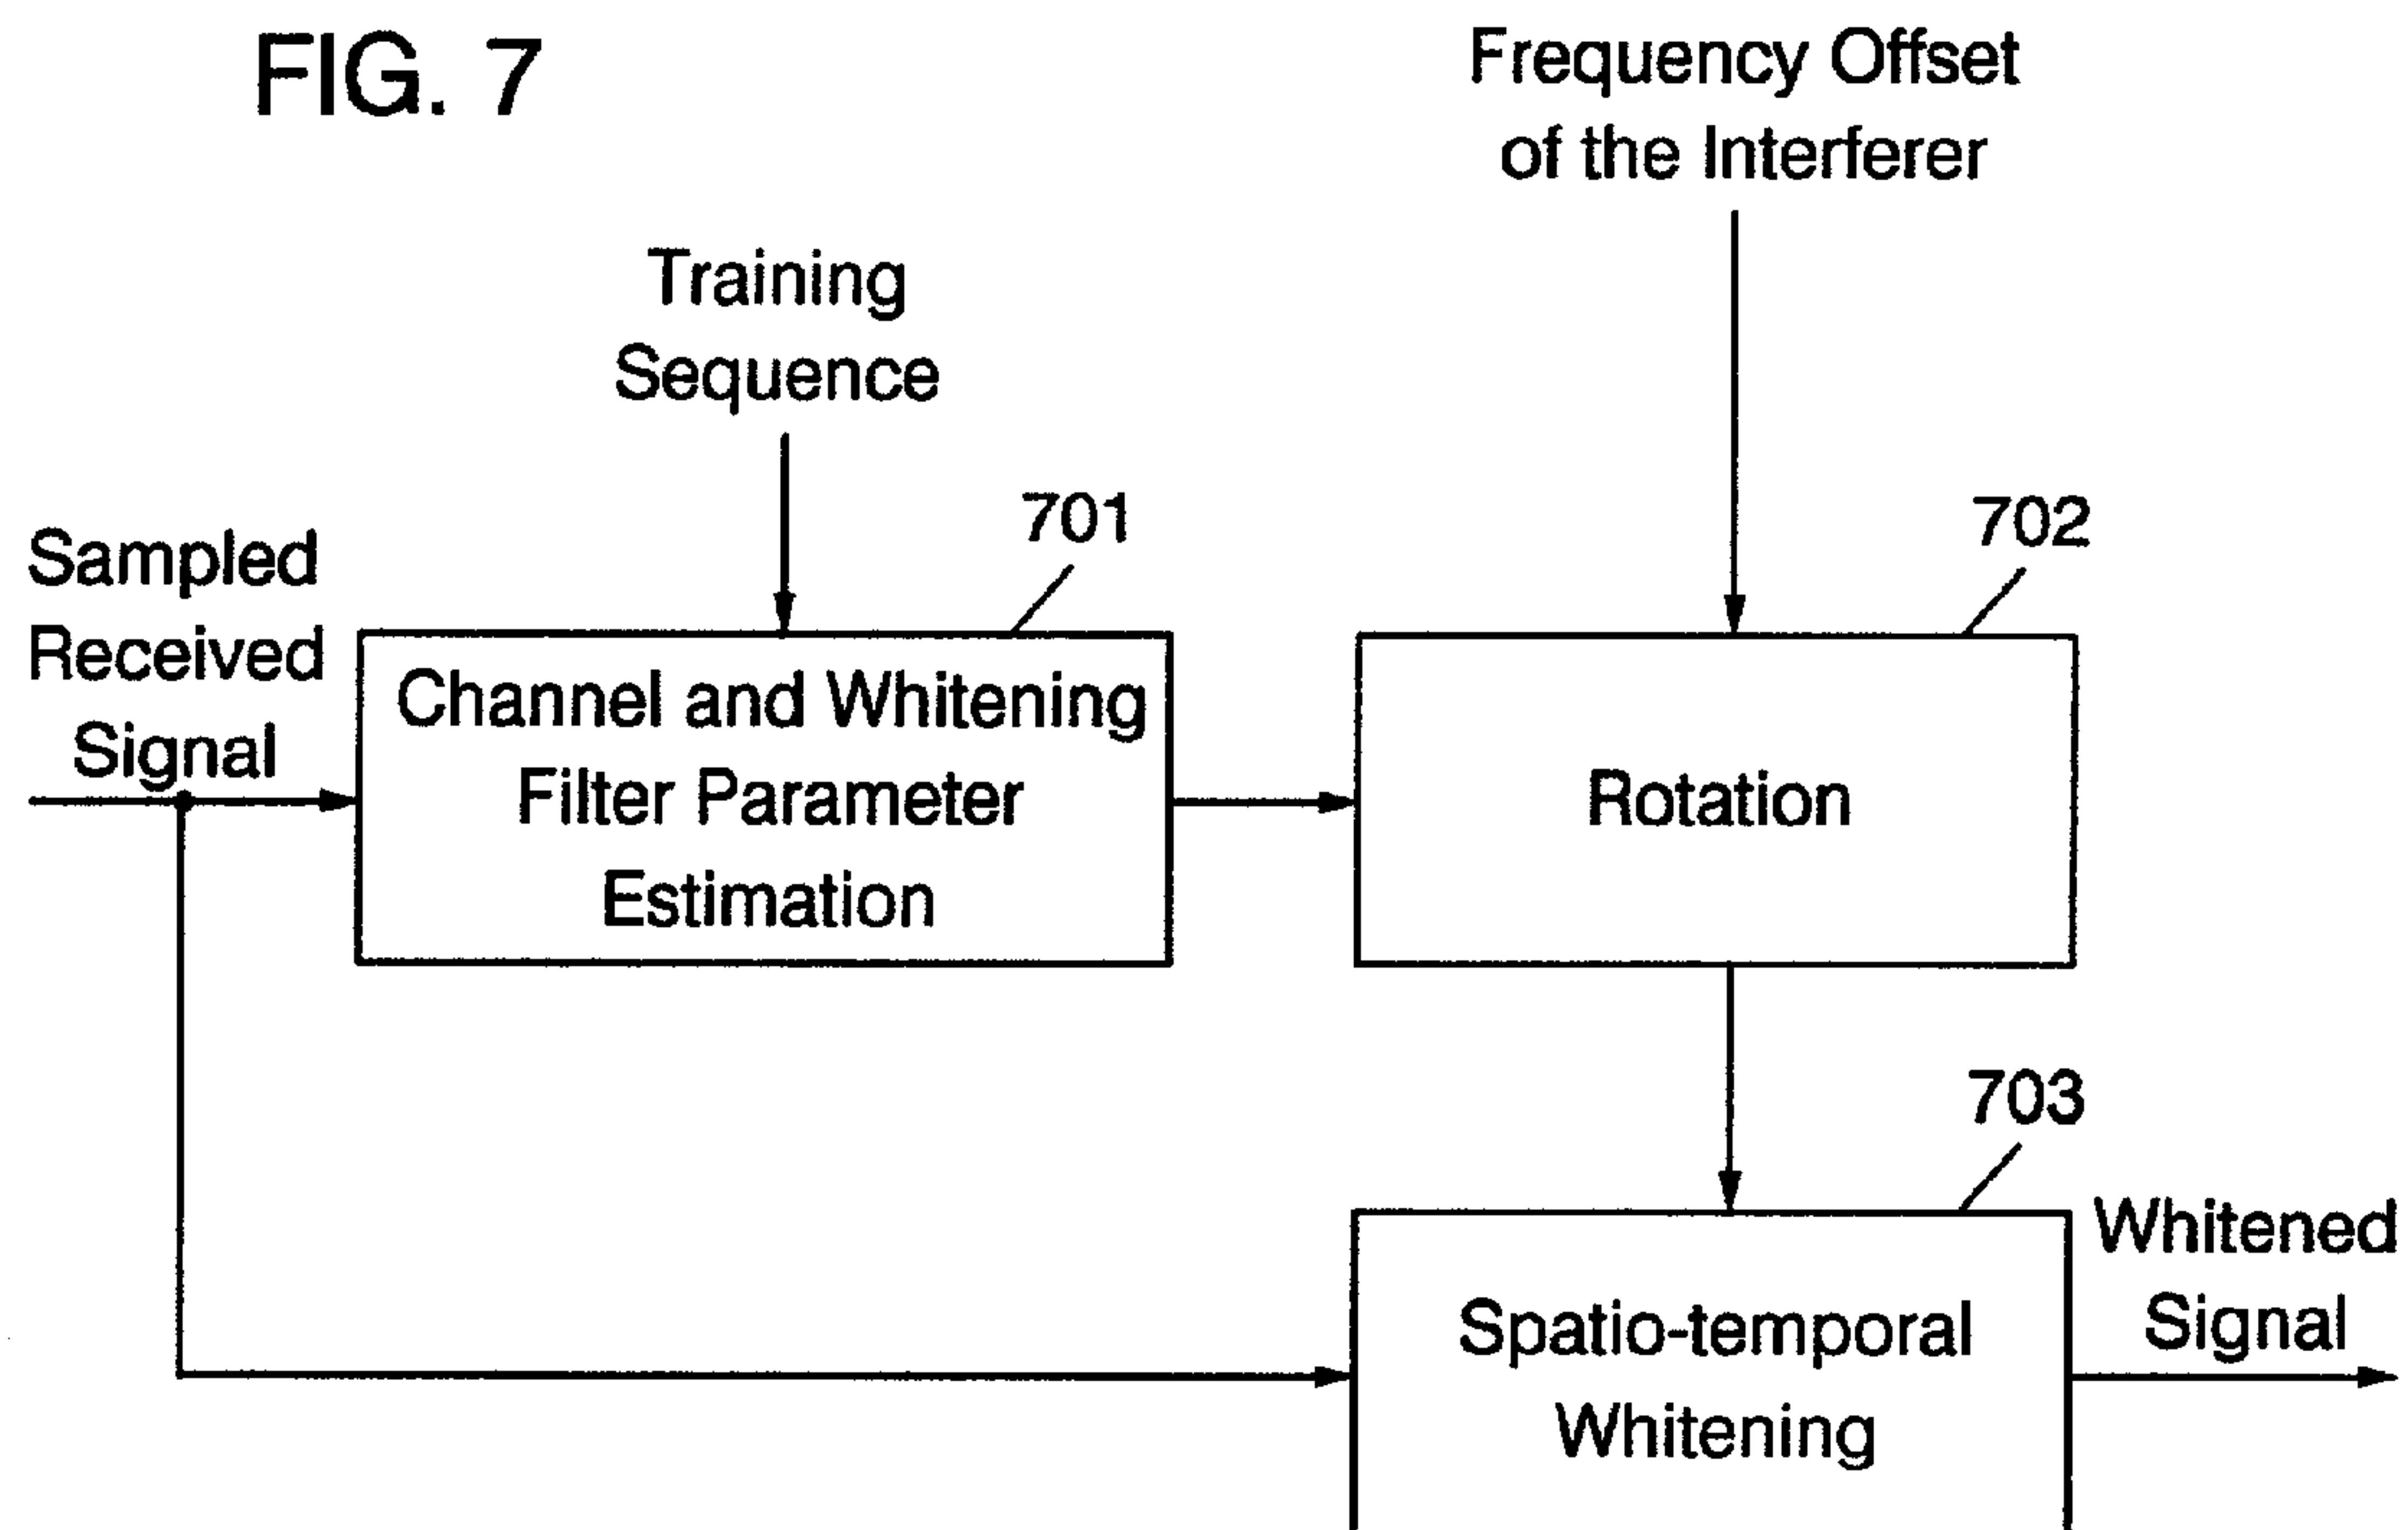 FIG. 7
Frequency Offset
of the Interferer
Training
Sequence
701
702
Sampled
Received
Signal
Channel and Whitening
Filter Parameter
Estimation
Rotation
703
Spatio-temporal
Whitening
Whitened
Signal